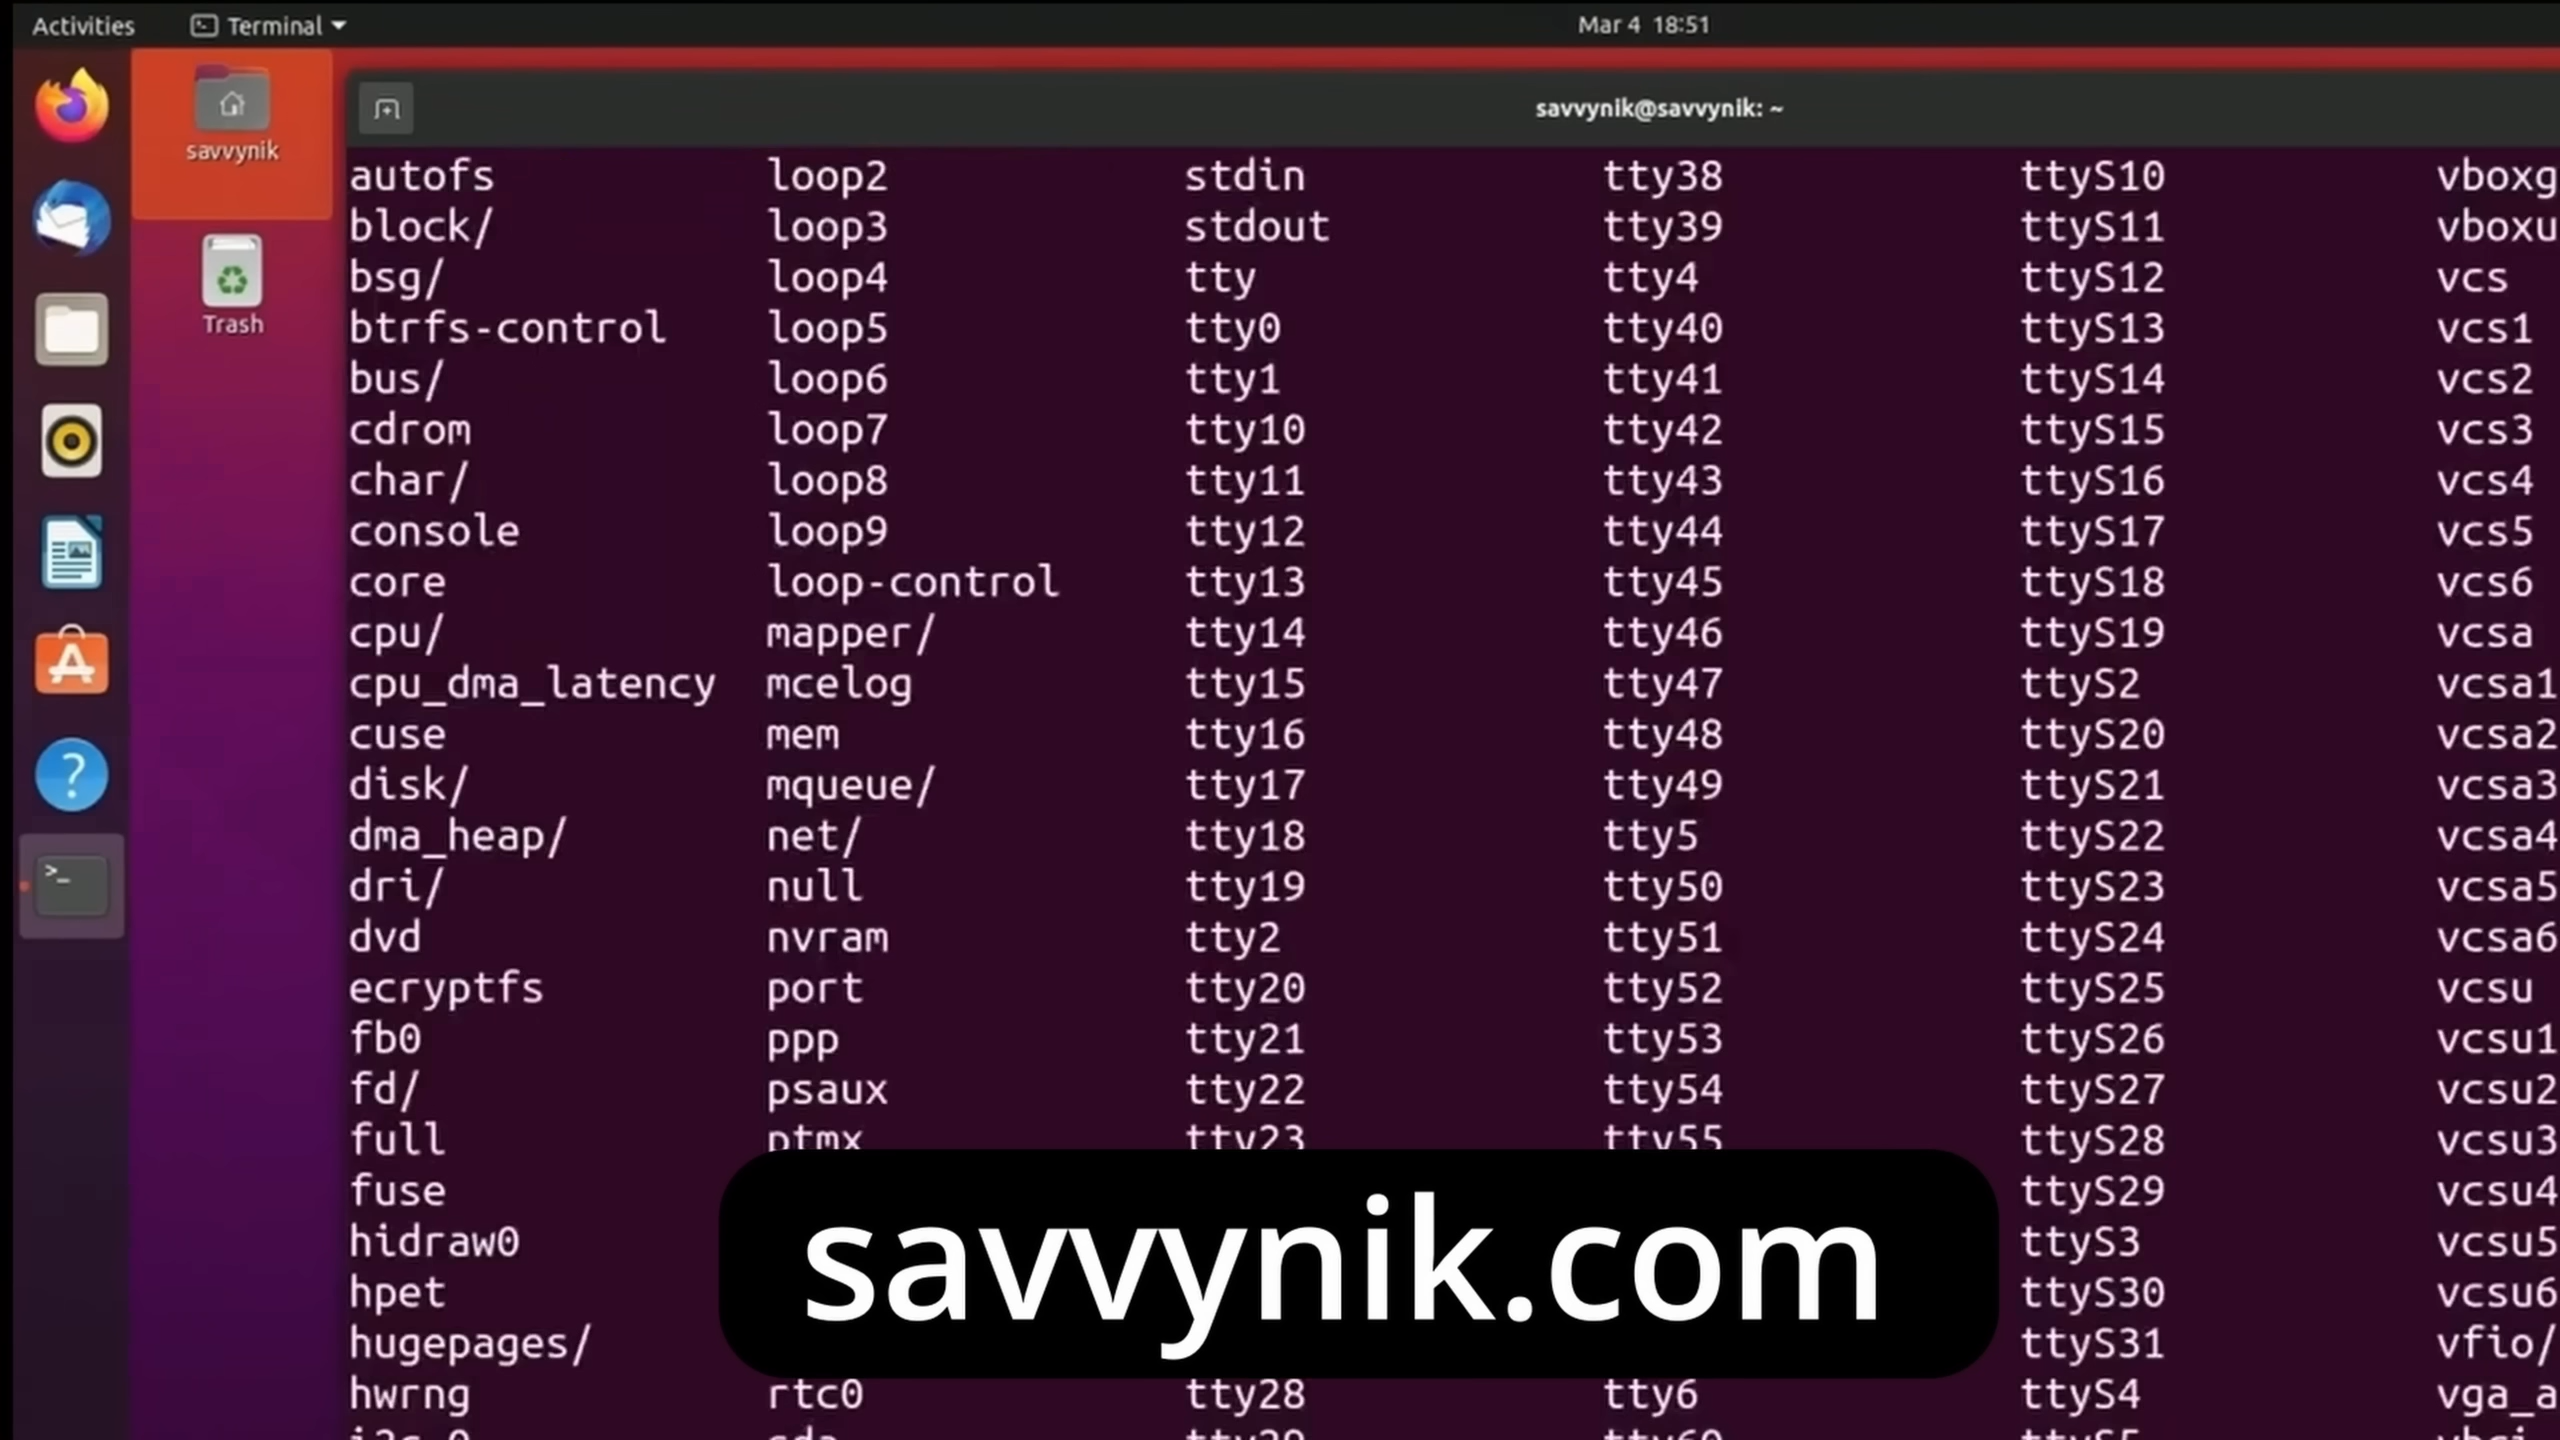 Activities Terminal Mar 4 18:51
savvynik@savvynik: ~
savvynik
Trash
autofs loop2 stdin tty38 ttyS10 vboxg
block/ loop3 stdout tty39 ttyS11 vboxu
bsg/ loop4 tty tty4 ttyS12 vcs
btrfs-control loop5 tty0 tty40 ttyS13 vcs1
bus/ loop6 tty1 tty41 ttyS14 vcs2
cdrom loop7 tty10 tty42 ttyS15 vcs3
char/ loop8 tty11 tty43 ttyS16 vcs4
console loop9 tty12 tty44 ttyS17 vcs5
core loop-control tty13 tty45 ttyS18 vcs6
cpu/ mapper/ tty14 tty46 ttyS19 vcsa
cpu_dma_latency mcelog tty15 tty47 ttyS2 vcsa1
cuse mem tty16 tty48 ttyS20 vcsa2
disk/ mqueue/ tty17 tty49 ttyS21 vcsa3
dma_heap/ net/ tty18 tty5 ttyS22 vcsa4
dri/ null tty19 tty50 ttyS23 vcsa5
dvd nvram tty2 tty51 ttyS24 vcsa6
ecryptfs port tty20 tty52 ttyS25 vcsu
fb0 ppp tty21 tty53 ttyS26 vcsu1
fd/ psaux tty22 tty54 ttyS27 vcsu2
full ptmx tty23 tty55 ttyS28 vcsu3
fuse ttyS29 vcsu4
hidraw0 ttyS3 vcsu5
hpet ttyS30 vcsu6
hugepages/ ttyS31 vfio/
hwrng rtc0 tty28 tty6 ttyS4 vga_a
savvynik.com